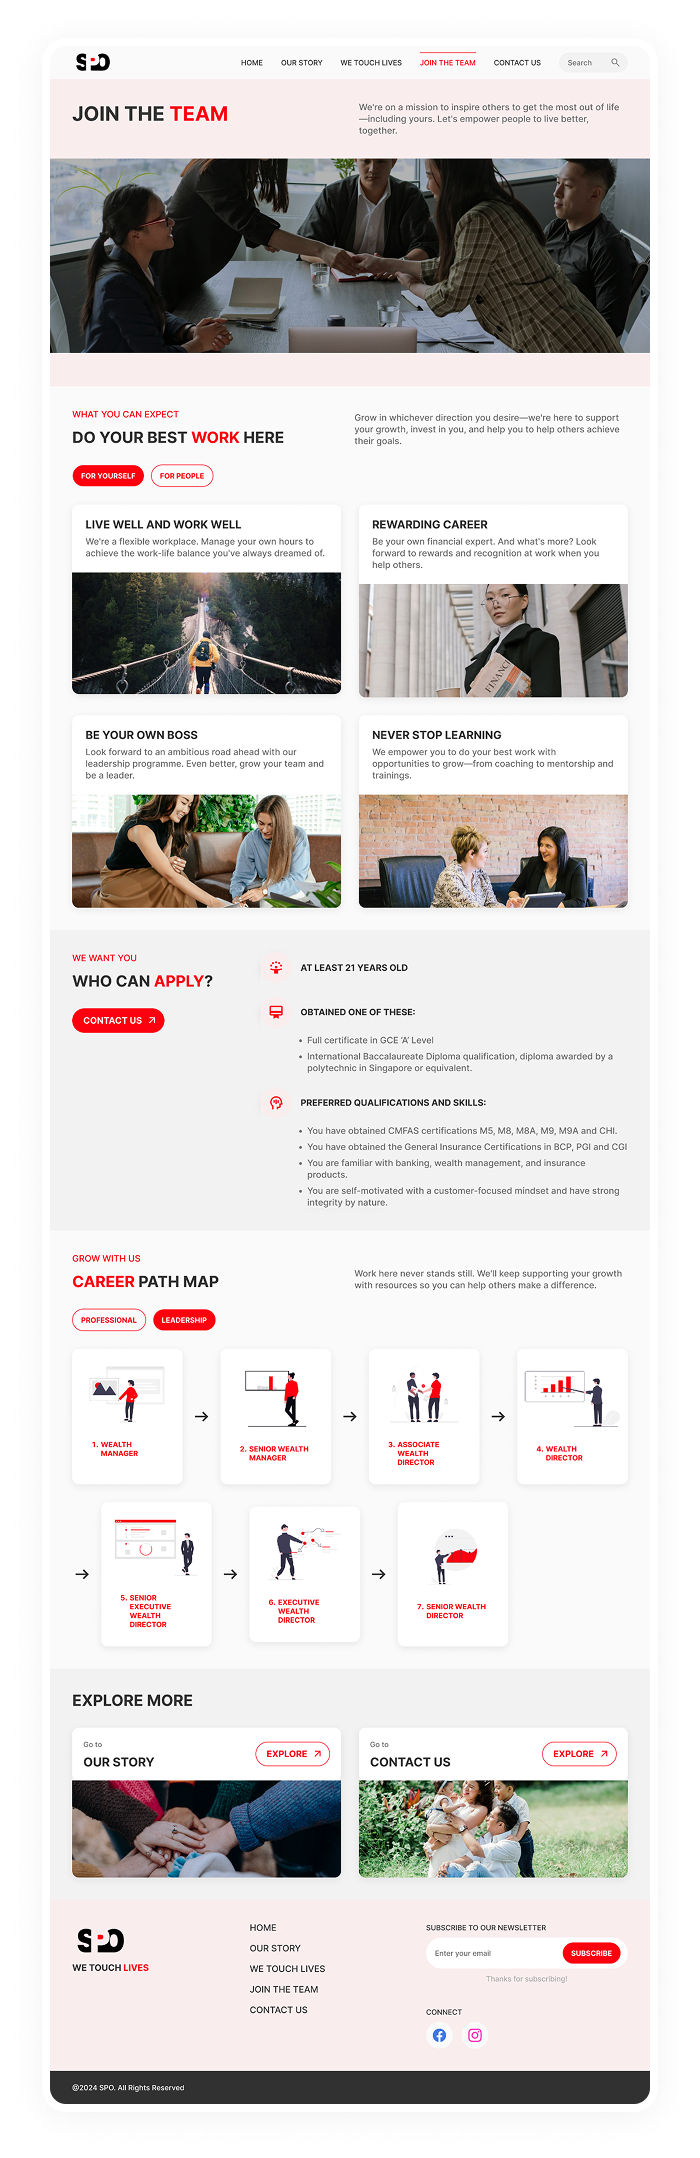 SPO
HOME
OUR STORY
WE TOUCH LIVES
JOIN THE TEAM
CONTACT US
Search
JOIN THE TEAM
We're on a mission to inspire others to get the most out of life
—including yours. Let's empower people to live better,
together.
WHAT YOU CAN EXPECT
DO YOUR BEST WORK HERE
Grow in whichever direction you desire—we're here to support
your growth, invest in you, and help you to help others achieve
their goals.
FOR YOURSELF
FOR PEOPLE
LIVE WELL AND WORK WELL
We're a flexible workplace. Manage your own hours to
achieve the work-life balance you've always dreamed of.
REWARDING CAREER
Be your own financial expert. And what's more? Look
forward to rewards and recognition at work when you
help others.
FINANCI
BE YOUR OWN BOSS
Look forward to an ambitious road ahead with our
leadership programme. Even better, grow your team and
be a leader.
NEVER STOP LEARNING
We empower you to do your best work with
opportunities to grow—from coaching to mentorship and
trainings.
WE WANT YOU
WHO CAN APPLY?
CONTACT US
AT LEAST 21 YEARS OLD
OBTAINED ONE OF THESE:
• Full certificate in GCE ‘A’ Level
• International Baccalaureate Diploma qualification, diploma awarded by a
polytechnic in Singapore or equivalent.
PREFERRED QUALIFICATIONS AND SKILLS:
• You have obtained CMFAS certifications M5, M8, M8A, M9, M9A and CHI.
• You have obtained the General Insurance Certifications in BCP, PGI and CGI
• You are familiar with banking, wealth management, and insurance
products.
• You are self-motivated with a customer-focused mindset and have strong
integrity by nature.
GROW WITH US
CAREER PATH MAP
Work here never stands still. We'll keep supporting your growth
with resources so you can help others make a difference.
PROFESSIONAL
LEADERSHIP
1. WEALTH
MANAGER
2. SENIOR WEALTH
MANAGER
3. ASSOCIATE
WEALTH
DIRECTOR
4. WEALTH
DIRECTOR
5. SENIOR
EXECUTIVE
WEALTH
DIRECTOR
6. EXECUTIVE
WEALTH
DIRECTOR
7. SENIOR WEALTH
DIRECTOR
EXPLORE MORE
Go to
OUR STORY
EXPLORE
Go to
CONTACT US
EXPLORE
SPO
WE TOUCH LIVES
HOME
OUR STORY
WE TOUCH LIVES
JOIN THE TEAM
CONTACT US
SUBSCRIBE TO OUR NEWSLETTER
Enter your email
SUBSCRIBE
Thanks for subscribing!
CONNECT
@2024 SPO. All Rights Reserved